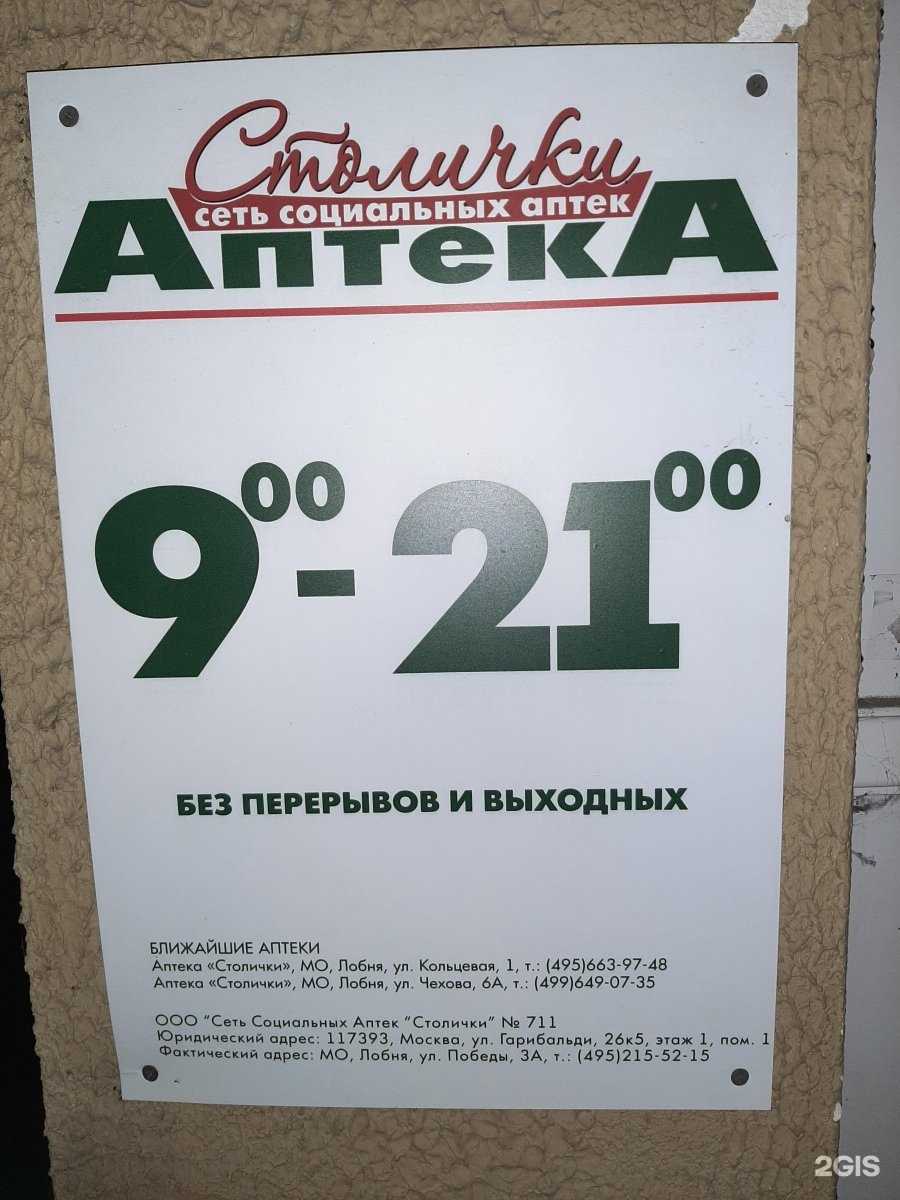 Столички
сеть социальных аптек
АптекА
9⁰⁰ - 21⁰⁰
БЕЗ ПЕРЕРЫВОВ И ВЫХОДНЫХ
БЛИЖАЙШИЕ АПТЕКИ
Аптека «Столички», МО, Лобня, ул. Кольцевая, 1, т.: (495)663-97-48
Аптека «Столички», МО, Лобня, ул. Чехова, 6А, т.: (499)649-07-35
ООО "Сеть Социальных Аптек "Столички" № 711
Юридический адрес: 117393, Москва, ул. Гарибальди, 26к5, этаж 1, пом. 1
Фактический адрес: МО, Лобня, ул. Победы, 3А, т.: (495)215-52-15
2GIS